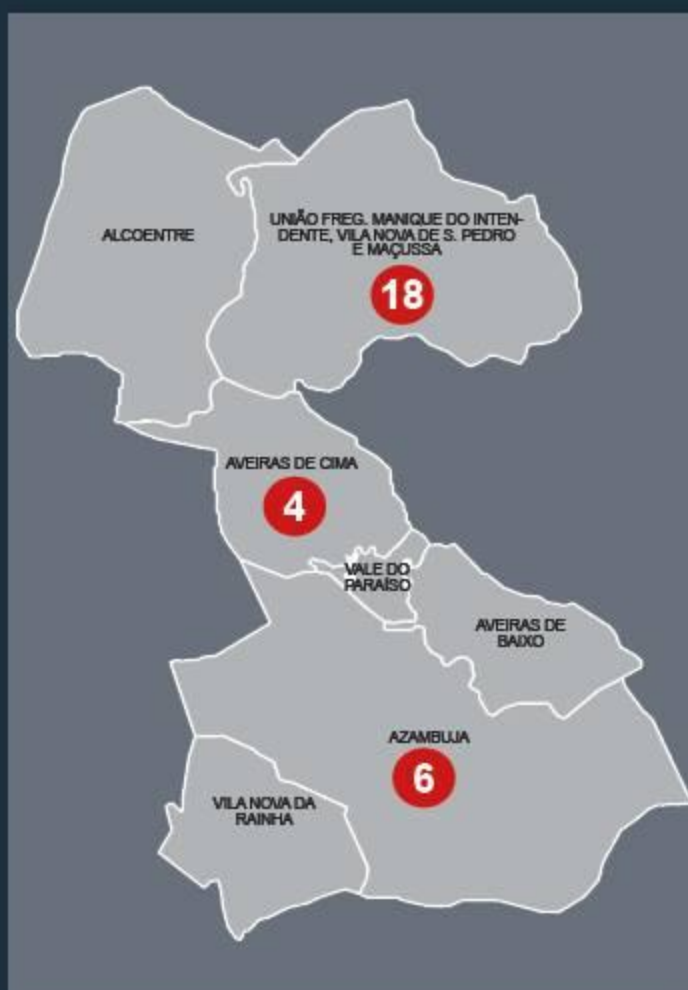 ALCOENTRE
UNIÃO FREG. MANIQUE DO INTEN-
DENTE, VILA NOVA DE S. PEDRO
E MAÇUSSA
18
AVEIRAS DE CIMA
4
VALE DO
PARAÍSO
AVEIRAS DE
BAIXO
AZAMBUJA
6
VILA NOVA DA
RAINHA